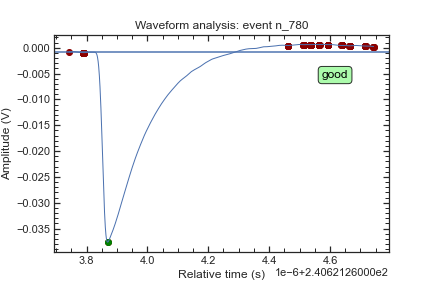 Waveform analysis: event n_780
0.000
−0.005
−0.010
−0.015
−0.020
−0.025
−0.030
−0.035
Amplitude (V)
good
3.8
4.0
4.2
4.4
4.6
Relative time (s)
1e−6+2.4062126000e2